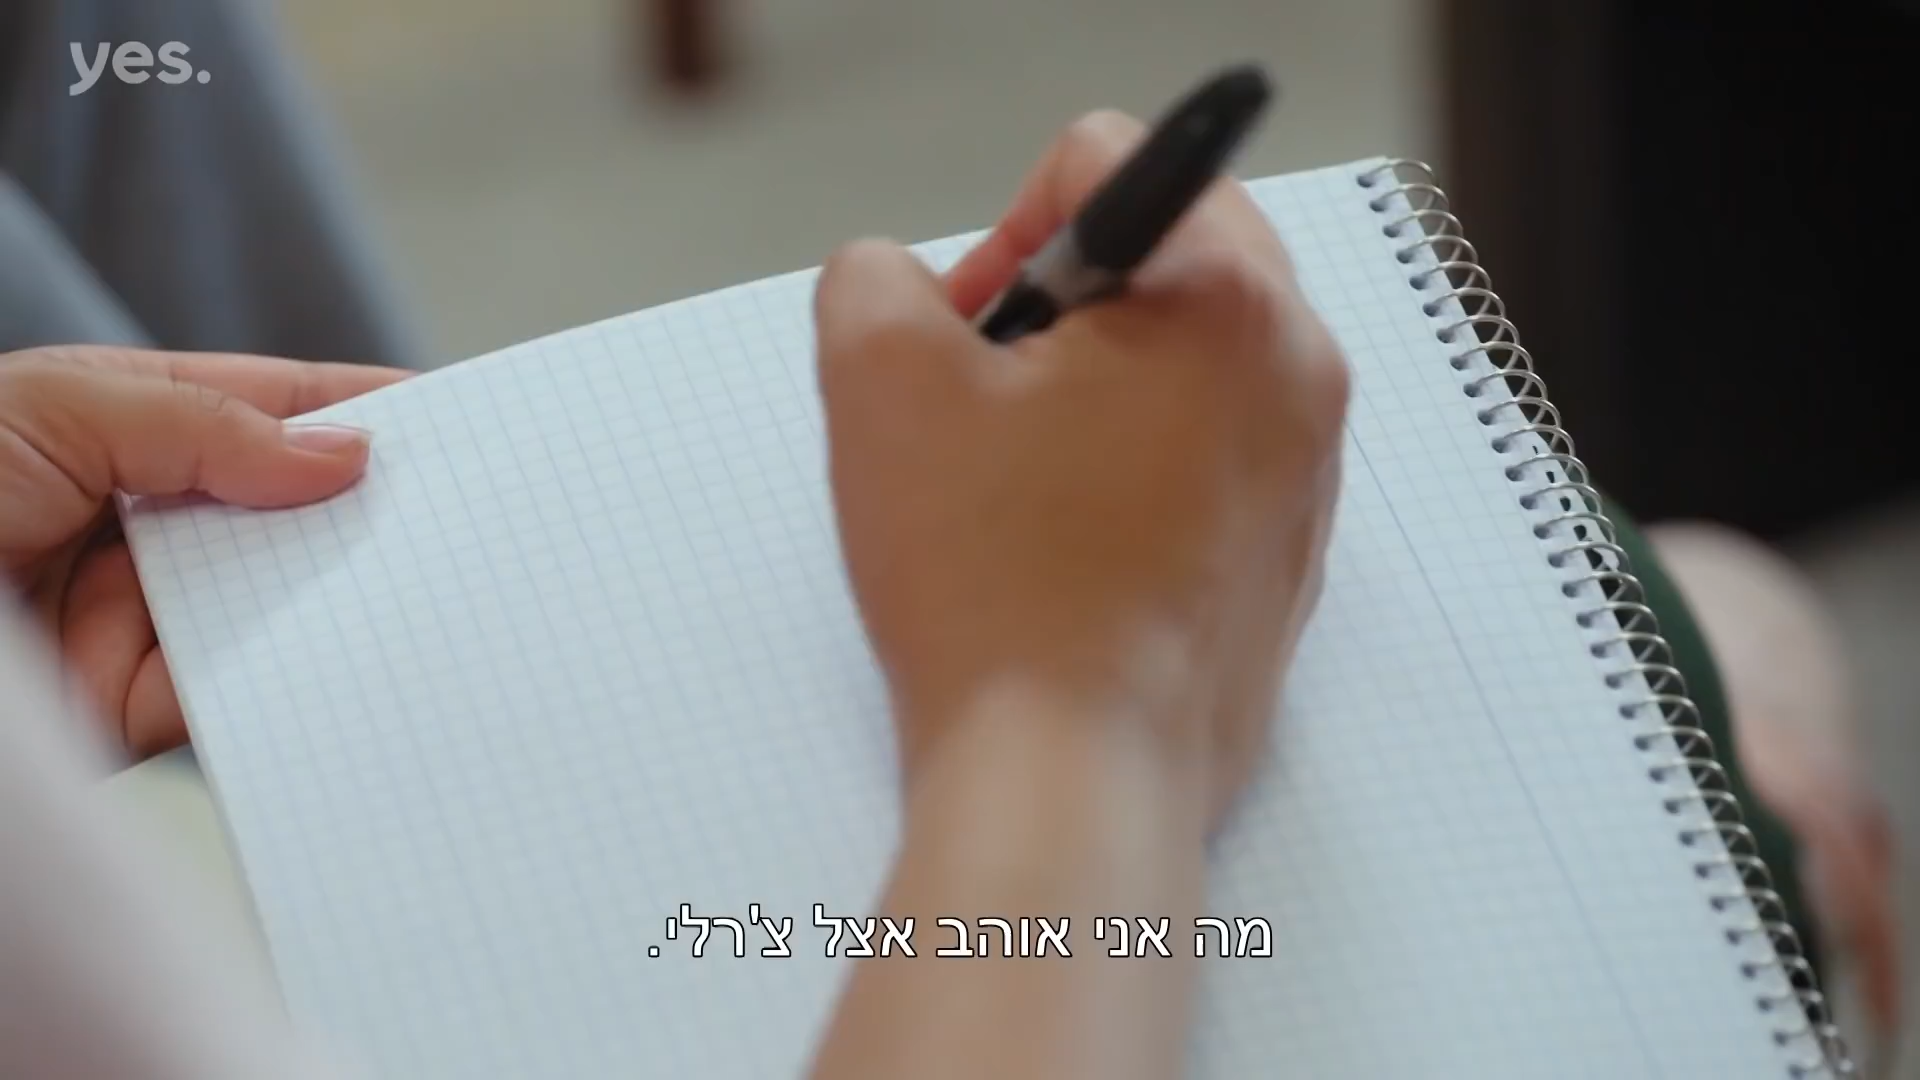 yes.
מה אני אוהב אצל צ'רלי.